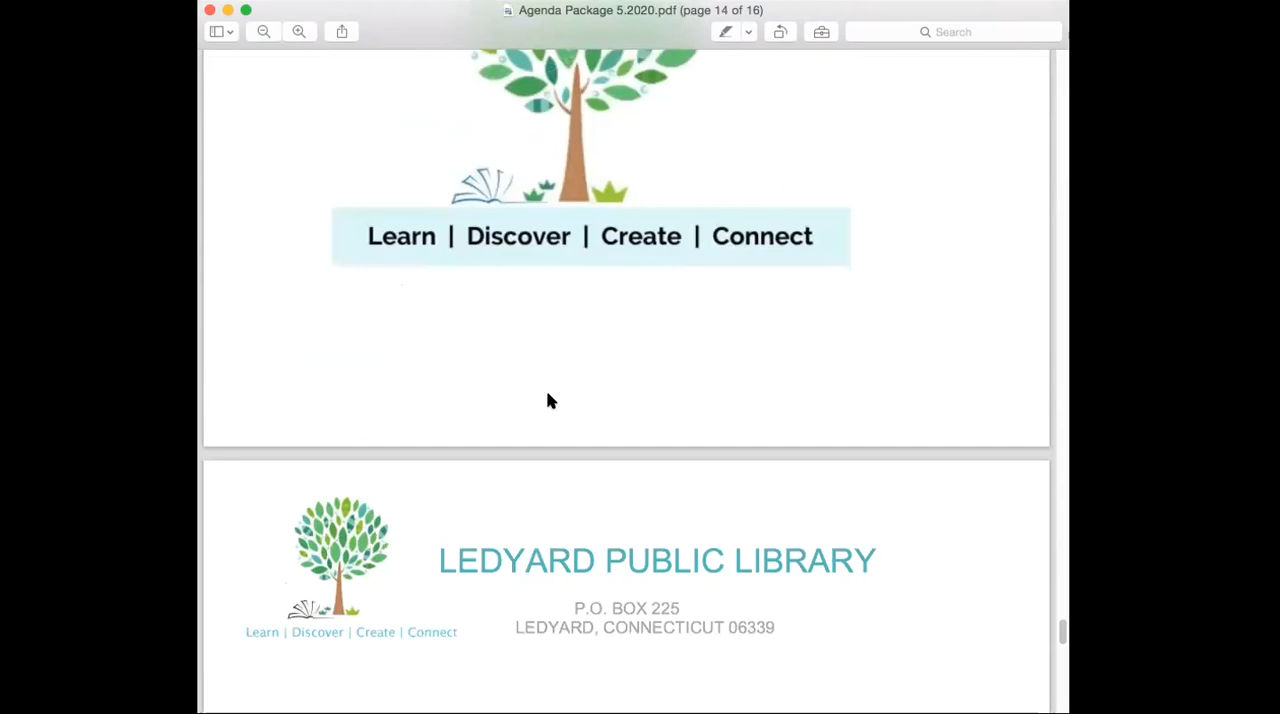 Agenda Package 5.2020.pdf (page 14 of 16)
Search
Learn | Discover | Create | Connect
LEDYARD PUBLIC LIBRARY
P.O. BOX 225
LEDYARD, CONNECTICUT 06339
Learn | Discover | Create | Connect